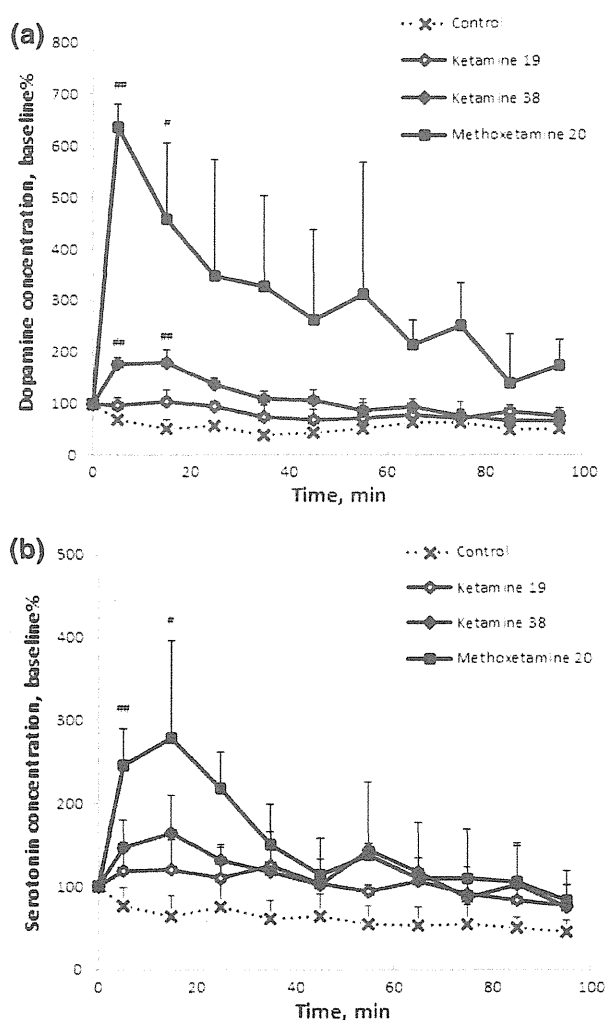 (a)
Control
Ketamine 19
Ketamine 38
Methoxetamine 20
Dopamine concentration, baseline%
800
700
600
500
400
300
200
100
0
##
#
##
##
0 20 40 60 80 100
Time, min
(b)
Control
Ketamine 19
Ketamine 38
Methoxetamine 20
Serotonin concentration, baseline%
500
400
300
200
100
0
##
#
0 20 40 60 80 100
Time, min